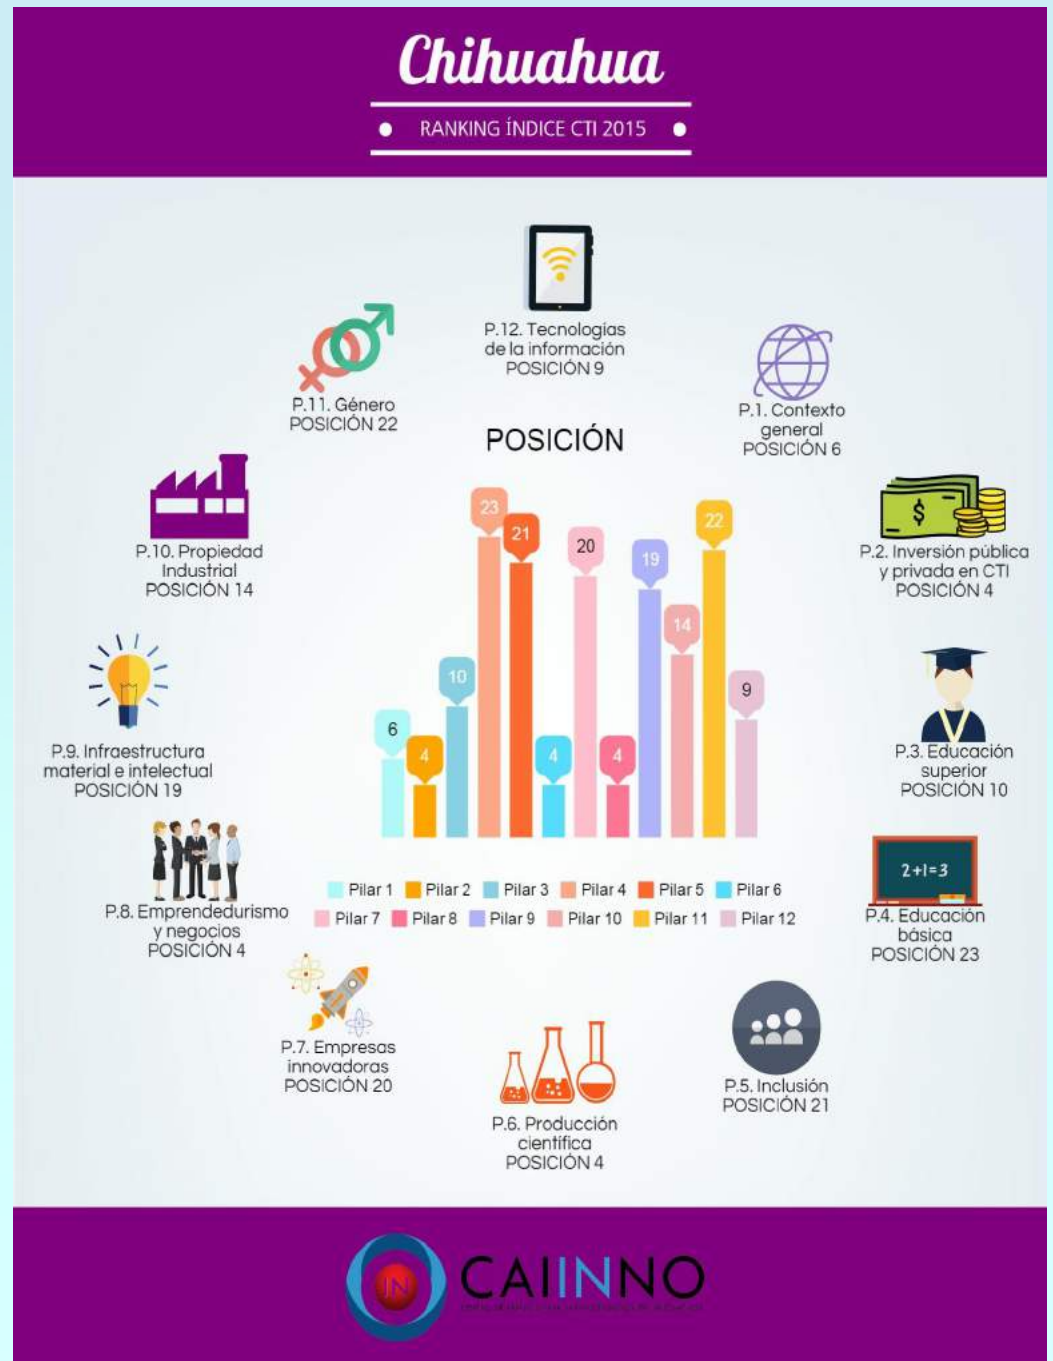 Chihuahua
RANKING ÍNDICE CTI 2015
P.12. Tecnologías
de la información
POSICIÓN 9
P.11. Género
POSICIÓN 22
P.1. Contexto
general
POSICIÓN 6
POSICIÓN
P.10. Propiedad
Industrial
POSICIÓN 14
$
P.2. Inversión pública
y privada en CTI
POSICIÓN 4
6
4
10
23
21
4
20
4
19
14
22
9
P.9. Infraestructura
material e intelectual
POSICIÓN 19
P.3. Educación
superior
POSICIÓN 10
2+1=3
P.8. Emprendedurismo
y negocios
POSICIÓN 4
Pilar 1 Pilar 2 Pilar 3 Pilar 4 Pilar 5 Pilar 6
Pilar 7 Pilar 8 Pilar 9 Pilar 10 Pilar 11 Pilar 12
P.4. Educación
básica
POSICIÓN 23
P.7. Empresas
innovadoras
POSICIÓN 20
P.5. Inclusión
POSICIÓN 21
P.6. Producción
científica
POSICIÓN 4
IN
CAIINNO